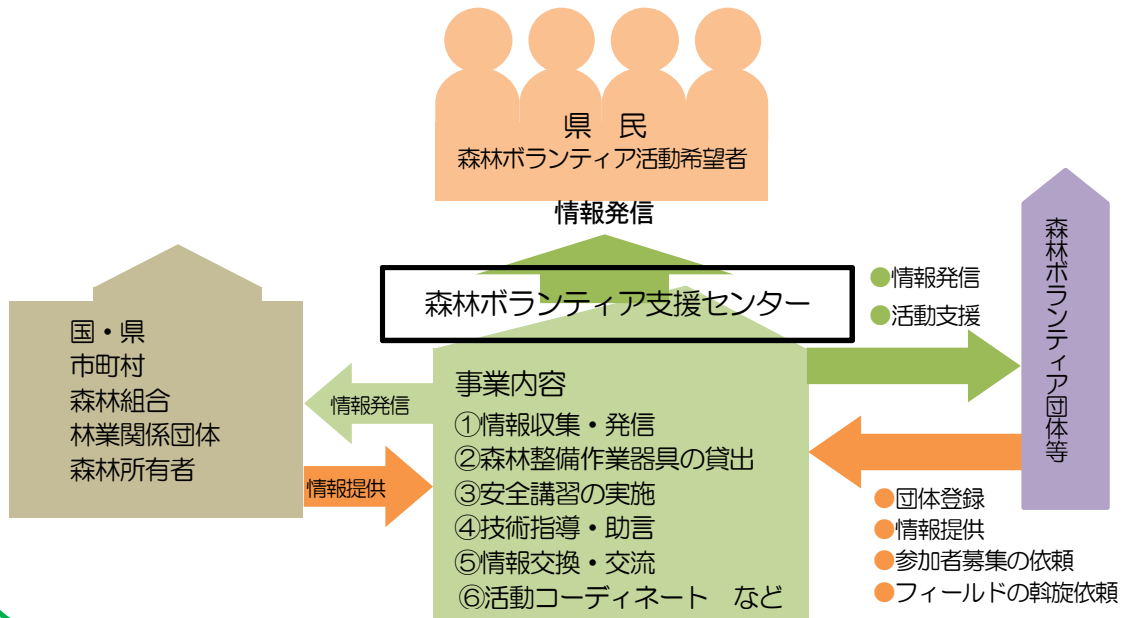 県　民
森林ボランティア活動希望者
情報発信
森林ボランティア支援センター
国・県
市町村
森林組合
林業関係団体
森林所有者
情報発信
情報提供
事業内容
①情報収集・発信
②森林整備作業器具の貸出
③安全講習の実施
④技術指導・助言
⑤情報交換・交流
⑥活動コーディネート　など
●情報発信
●活動支援
森林ボランティア団体等
●団体登録
●情報提供
●参加者募集の依頼
●フィールドの斡旋依頼